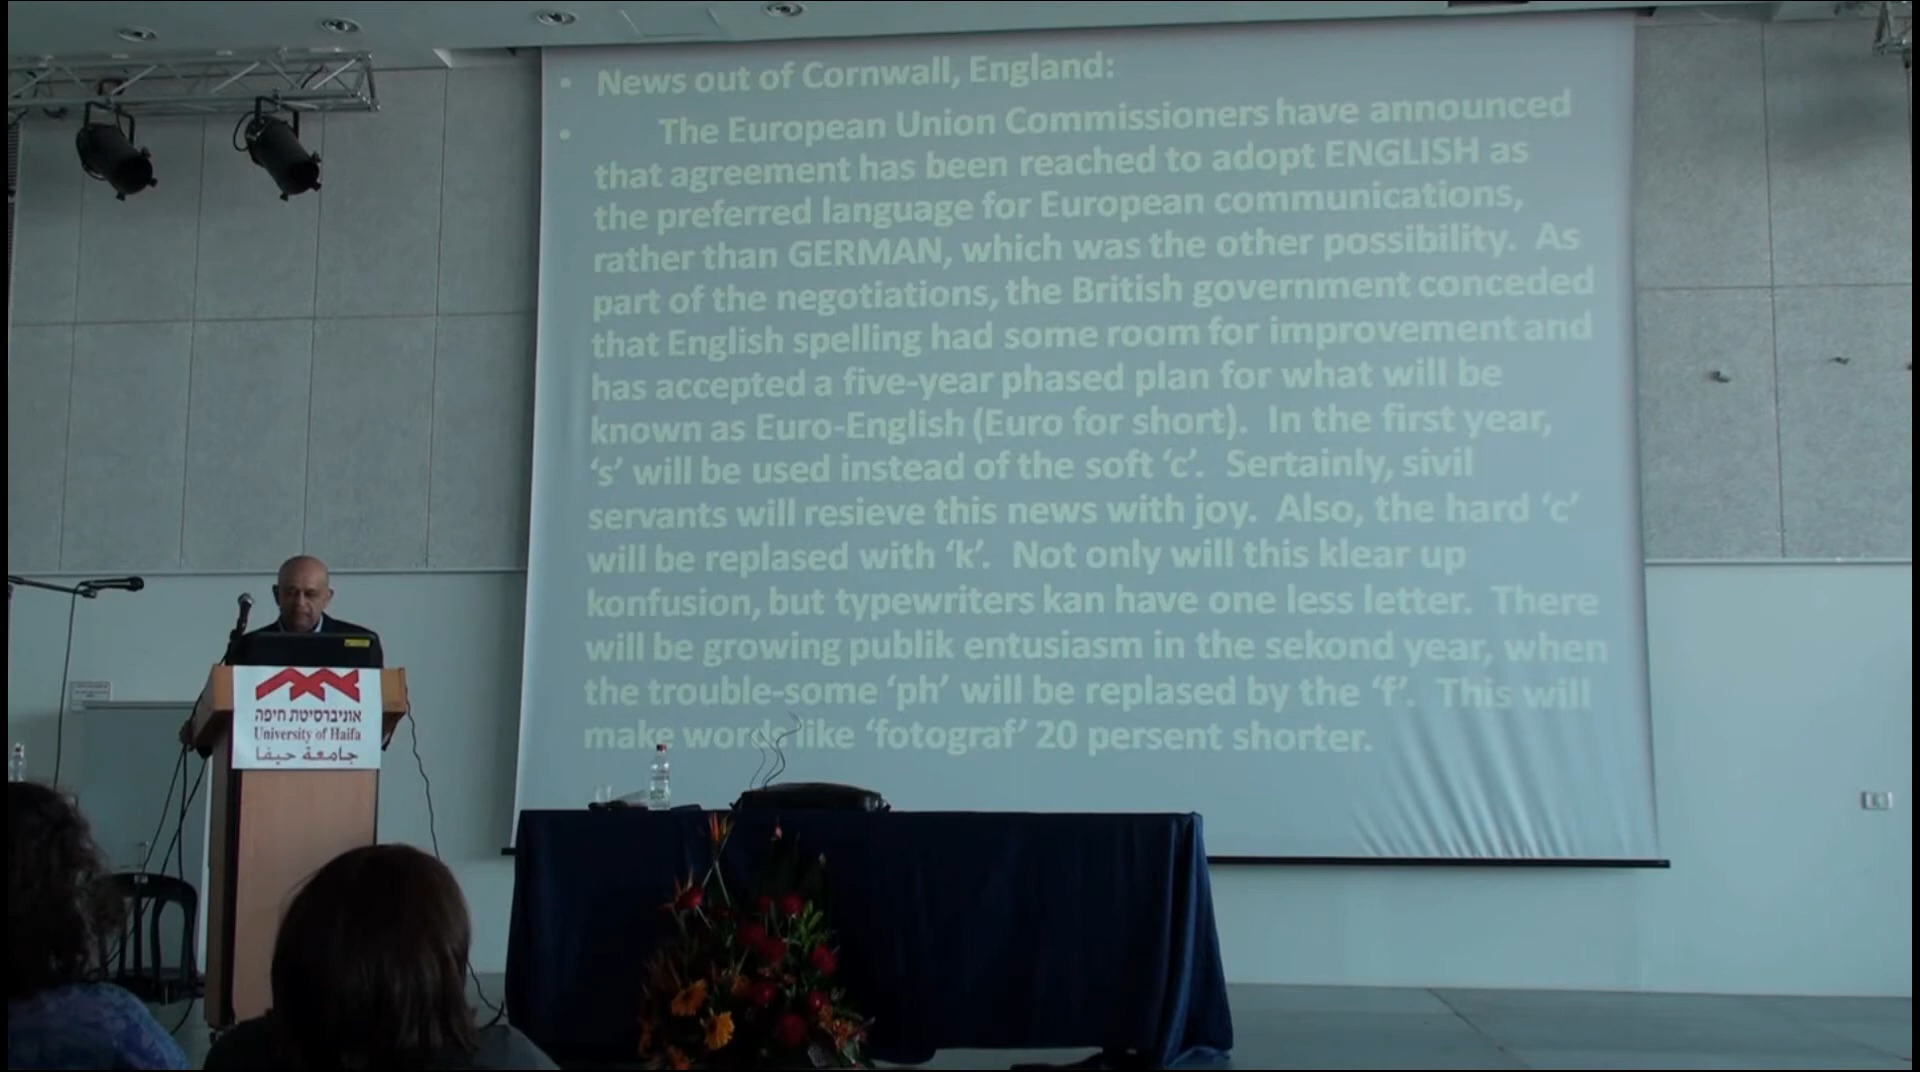 • News out of Cornwall, England:
• The European Union Commissioners have announced
that agreement has been reached to adopt ENGLISH as
the preferred language for European communications,
rather than GERMAN, which was the other possibility. As
part of the negotiations, the British government conceded
that English spelling had some room for improvement and
has accepted a five-year phased plan for what will be
known as Euro-English (Euro for short). In the first year,
‘s’ will be used instead of the soft ‘c’. Sertainly, sivil
servants will resieve this news with joy. Also, the hard ‘c’
will be replased with ‘k’. Not only will this klear up
konfusion, but typewriters kan have one less letter. There
will be growing publik entusiasm in the sekond year, when
the trouble-some ‘ph’ will be replased by the ‘f’. This will
make words like ‘fotograf’ 20 persent shorter.
אוניברסיטת חיפה
University of Haifa
جامعة حيفا